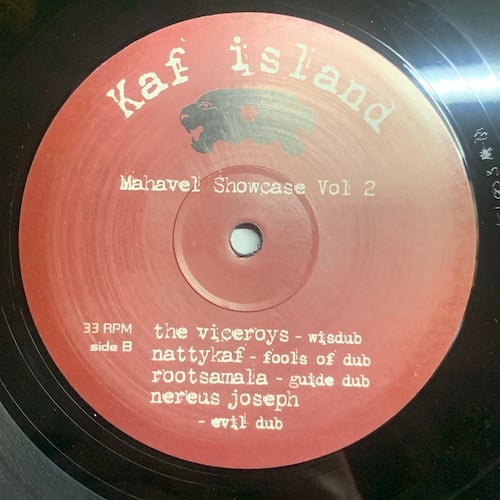 Kaf island
Mahavel Showcase Vol 2
33 RPM
side B
the viceroys - wisdub
nattykaf - fools of dub
rootsamala - guide dub
nereus joseph
- evil dub